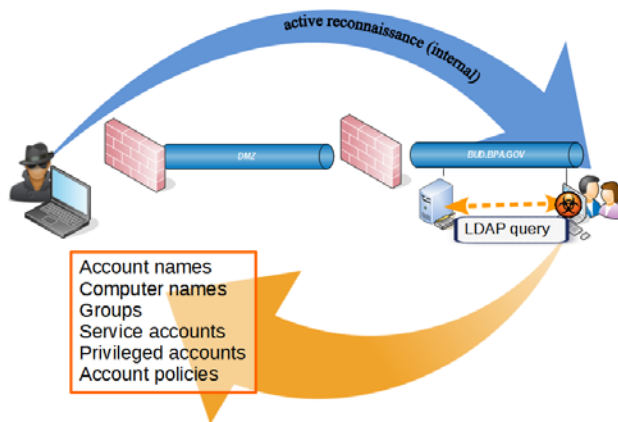 active reconnaissance (internal)
DMZ
BUD.BPA.GOV
LDAP query
Account names
Computer names
Groups
Service accounts
Privileged accounts
Account policies